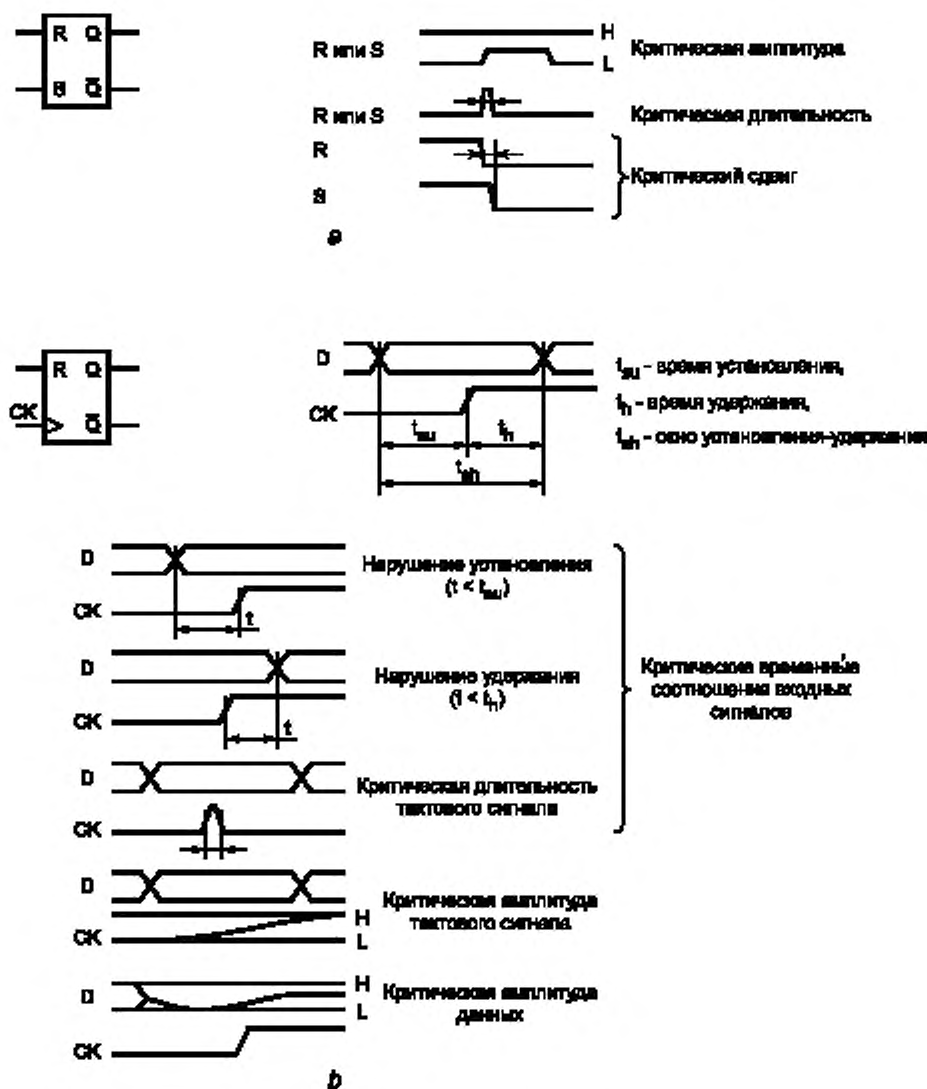 R Q
S Q̅
R или S
H
L
Критическая амплитуда
R или S
Критическая длительность
R
S
Критический сдвиг
a
R Q
CK Q̅
D
CK
t_su
t_h
t_sh
t_su - время установления,
t_h - время удержания,
t_sh - окно установления-удержания
D
CK
t
Нарушение установления
(t < t_su)
D
CK
t
Нарушение удержания
(t < t_h)
Критические временные
соотношения входных
сигналов
D
CK
Критическая длительность
тактового сигнала
D
CK
H
L
Критическая амплитуда
тактового сигнала
D
H
L
CK
Критическая амплитуда
данных
b